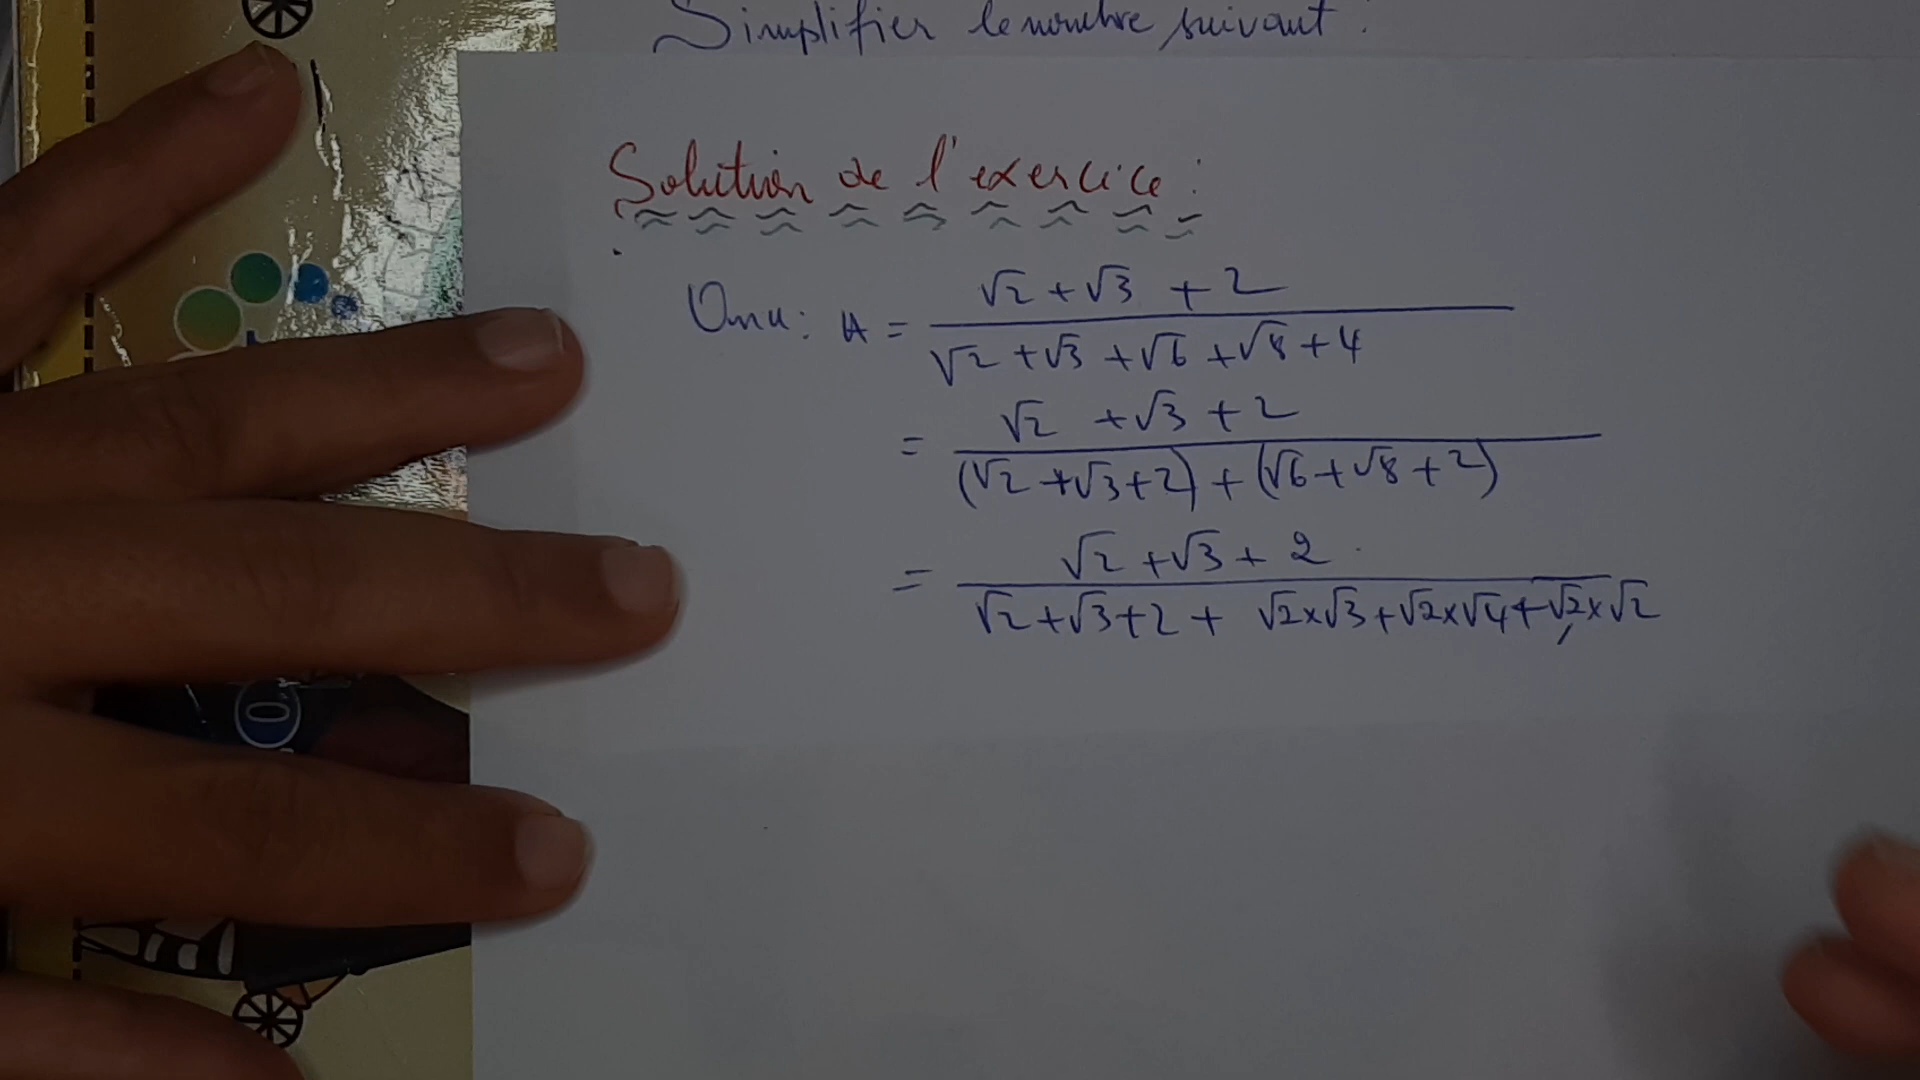 Simplifier le nombre suivant :
Solution de l'exercice :
On a : A = (√2 + √3 + 2) / (√2 + √3 + √6 + √8 + 4)
= (√2 + √3 + 2) / ((√2 + √3 + 2) + (√6 + √8 + 2))
= (√2 + √3 + 2) / (√2 + √3 + 2 + √2×√3 + √2×√4 + √2×√2)
0